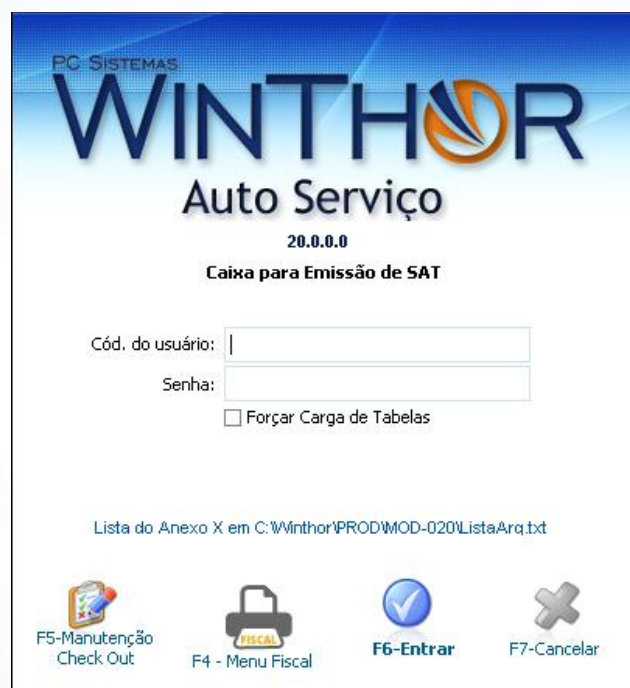 PC SISTEMAS
WINTHOR
Auto Serviço
20.0.0.0
Caixa para Emissão de SAT
Cód. do usuário:
Senha:
Forçar Carga de Tabelas
Lista do Anexo X em C:\Winthor\PROD\MOD-020\ListaArq.txt
FISCAL
F5-Manutenção
Check Out
F4 - Menu Fiscal
F6-Entrar
F7-Cancelar